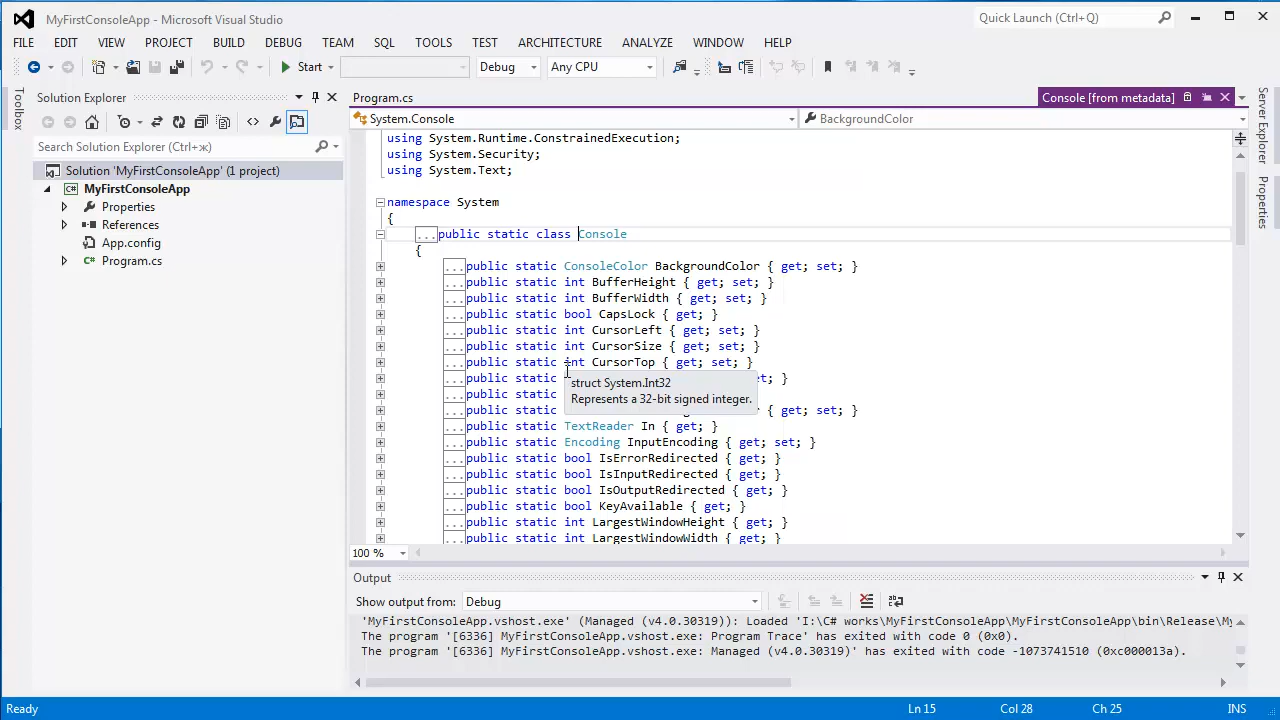 MyFirstConsoleApp - Microsoft Visual Studio
Quick Launch (Ctrl+Q)
FILE EDIT VIEW PROJECT BUILD DEBUG TEAM SQL TOOLS TEST ARCHITECTURE ANALYZE WINDOW HELP
Start Debug Any CPU
Toolbox
Solution Explorer
Search Solution Explorer (Ctrl+ж)
Solution 'MyFirstConsoleApp' (1 project)
C# MyFirstConsoleApp
Properties
References
App.config
C# Program.cs
Program.cs
Console [from metadata]
System.Console
BackgroundColor
using System.Runtime.ConstrainedExecution;
using System.Security;
using System.Text;
namespace System
{
...public static class Console
{
...public static ConsoleColor BackgroundColor { get; set; }
...public static int BufferHeight { get; set; }
...public static int BufferWidth { get; set; }
...public static bool CapsLock { get; }
...public static int CursorLeft { get; set; }
...public static int CursorSize { get; set; }
...public static int CursorTop { get; set; }
...public static et; }
...public static
...public static { get; set; }
struct System.Int32
Represents a 32-bit signed integer.
...public static TextReader In { get; }
...public static Encoding InputEncoding { get; set; }
...public static bool IsErrorRedirected { get; }
...public static bool IsInputRedirected { get; }
...public static bool IsOutputRedirected { get; }
...public static bool KeyAvailable { get; }
...public static int LargestWindowHeight { get; }
...public static int LargestWindowWidth { get; }
100 %
Server Explorer
Properties
Output
Show output from: Debug
'MyFirstConsoleApp.vshost.exe' (Managed (v4.0.30319)): Loaded 'I:\C# works\MyFirstConsoleApp\MyFirstConsoleApp\bin\Release\My
The program '[6336] MyFirstConsoleApp.vshost.exe: Program Trace' has exited with code 0 (0x0).
The program '[6336] MyFirstConsoleApp.vshost.exe: Managed (v4.0.30319)' has exited with code -1073741510 (0xc000013a).
Ready Ln 15 Col 28 Ch 25 INS